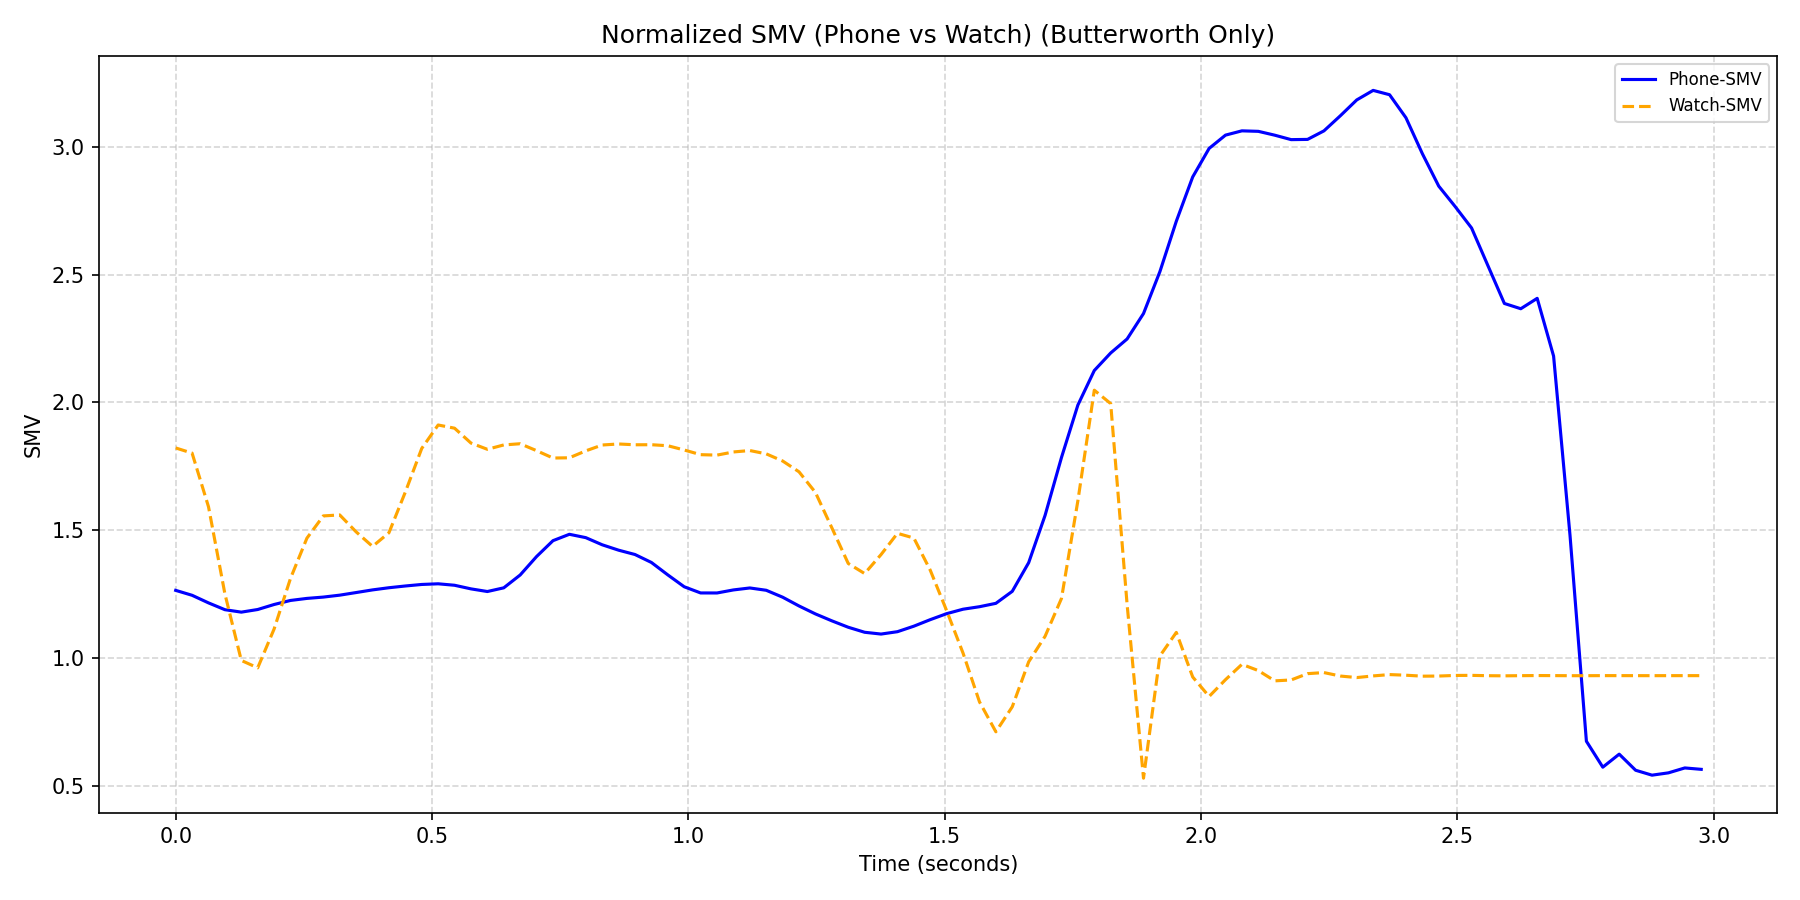 Normalized SMV (Phone vs Watch) (Butterworth Only)
Phone-SMV
Watch-SMV
3.0
2.5
2.0
1.5
1.0
0.5
SMV
0.0 0.5 1.0 1.5 2.0 2.5 3.0
Time (seconds)